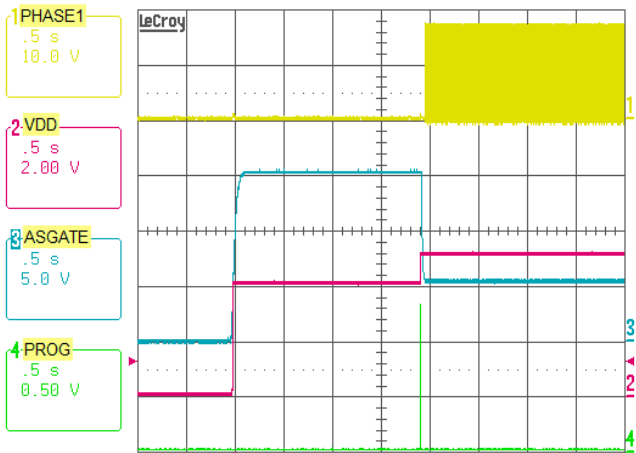 1 PHASE1
.5 s
10.0 V
LeCroy
1
2 VDD
.5 s
2.00 V
3 ASGATE
.5 s
5.0 V
3
4 PROG
.5 s
0.50 V
2
4